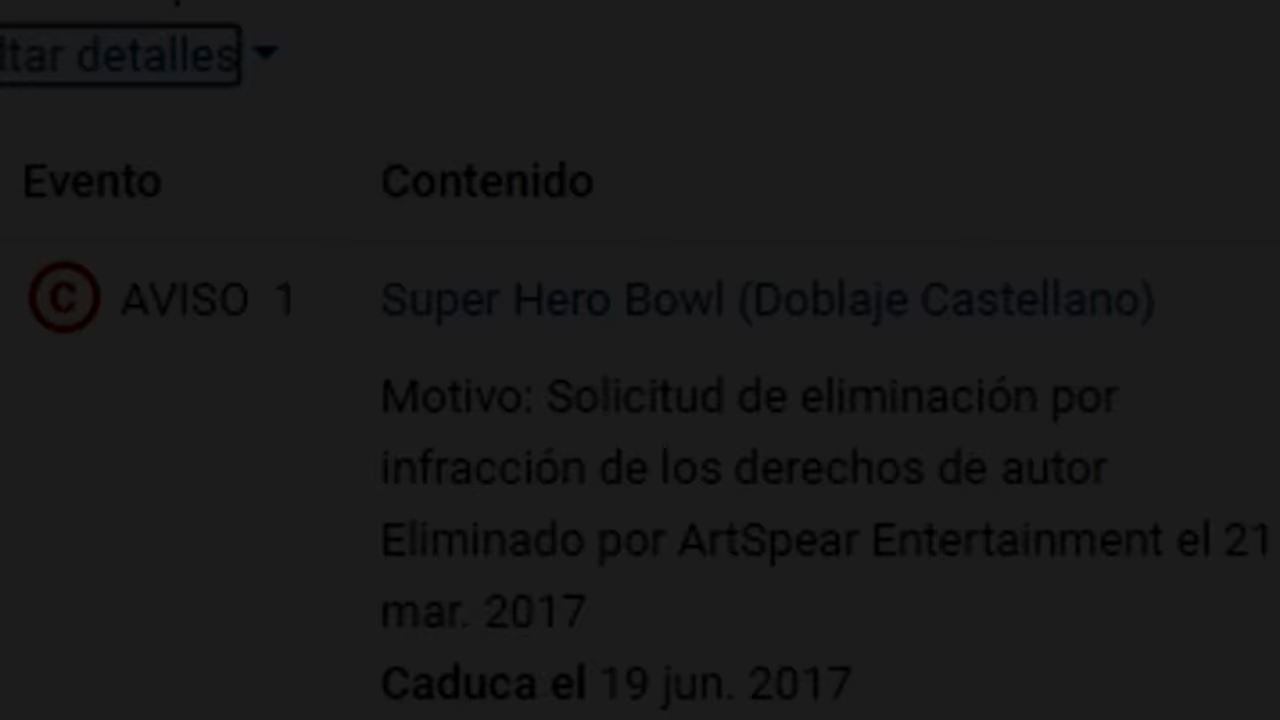 ltar detalles
Evento Contenido
C AVISO 1 Super Hero Bowl (Doblaje Castellano)
Motivo: Solicitud de eliminación por
infracción de los derechos de autor
Eliminado por ArtSpear Entertainment el 21
mar. 2017
Caduca el 19 jun. 2017